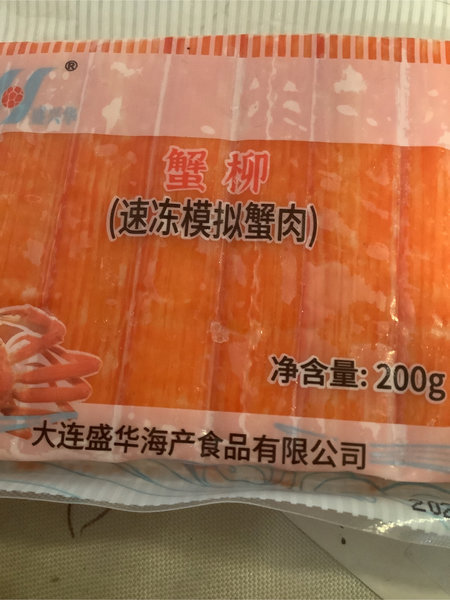 ®
蟹柳
(速冻模拟蟹肉)
净含量: 200g
大连盛华海产食品有限公司
202